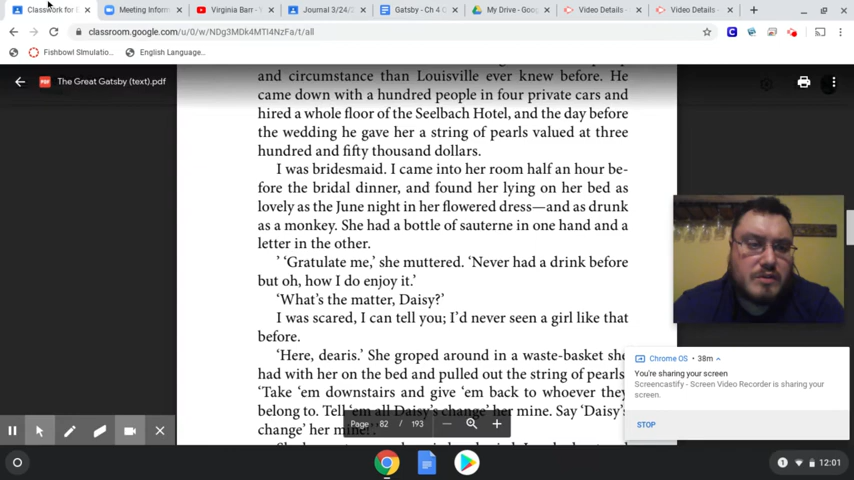 Classwork for E
Meeting Inform
Virginia Barr -
Journal 3/24/
Gatsby - Ch 4 C
My Drive - Goo
Video Details -
Video Details -
classroom.google.com/u/0/w/NDg3MDk4MTI4NzFa/t/all
Fishbowl SImulatio...
English Language...
The Great Gatsby (text).pdf
and circumstance than Louisville ever knew before. He
came down with a hundred people in four private cars and
hired a whole floor of the Seelbach Hotel, and the day before
the wedding he gave her a string of pearls valued at three
hundred and fifty thousand dollars.
I was bridesmaid. I came into her room half an hour be-
fore the bridal dinner, and found her lying on her bed as
lovely as the June night in her flowered dress—and as drunk
as a monkey. She had a bottle of sauterne in one hand and a
letter in the other.
' 'Gratulate me,' she muttered. 'Never had a drink before
but oh, how I do enjoy it.'
'What's the matter, Daisy?'
I was scared, I can tell you; I'd never seen a girl like that
before.
'Here, dearis.' She groped around in a waste-basket she
had with her on the bed and pulled out the string of pearls.
'Take 'em downstairs and give 'em back to whoever they
belong to. Tell 'em all Daisy's change' her mine. Say 'Daisy's
change' her mine!'
Page 82 / 193
Chrome OS • 38m
You're sharing your screen
Screencastify - Screen Video Recorder is sharing your
screen.
STOP
1 12:01